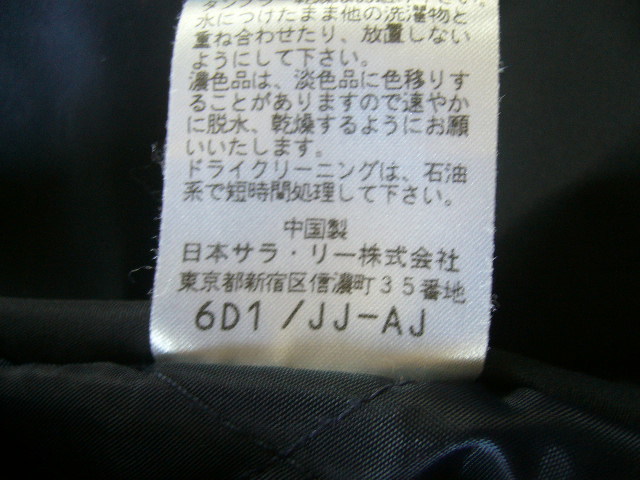 水につけたまま他の洗濯物と
重ね合わせたり、放置しない
ようにして下さい。
濃色品は、淡色品に色移りす
ることがありますので速やか
に脱水、乾燥するようにお願
いいたします。
ドライクリーニングは、石油
系で短時間処理して下さい。
中国製
日本サラ・リー株式会社
東京都新宿区信濃町35番地
6D1/JJ-AJ